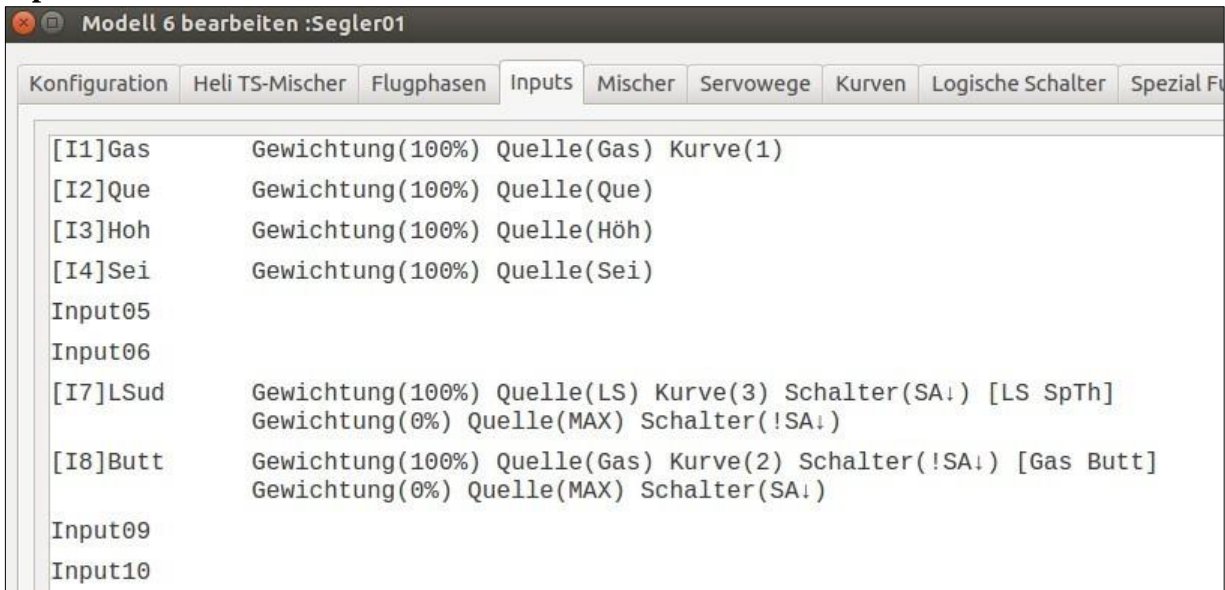 Modell 6 bearbeiten :Segler01
Konfiguration Heli TS-Mischer Flugphasen Inputs Mischer Servowege Kurven Logische Schalter Spezial
[I1]Gas Gewichtung(100%) Quelle(Gas) Kurve(1)
[I2]Que Gewichtung(100%) Quelle(Que)
[I3]Hoh Gewichtung(100%) Quelle(Höh)
[I4]Sei Gewichtung(100%) Quelle(Sei)
Input05
Input06
[I7]LSud Gewichtung(100%) Quelle(LS) Kurve(3) Schalter(SA↓) [LS SpTh]
Gewichtung(0%) Quelle(MAX) Schalter(!SA↓)
[I8]Butt Gewichtung(100%) Quelle(Gas) Kurve(2) Schalter(!SA↓) [Gas Butt]
Gewichtung(0%) Quelle(MAX) Schalter(SA↓)
Input09
Input10